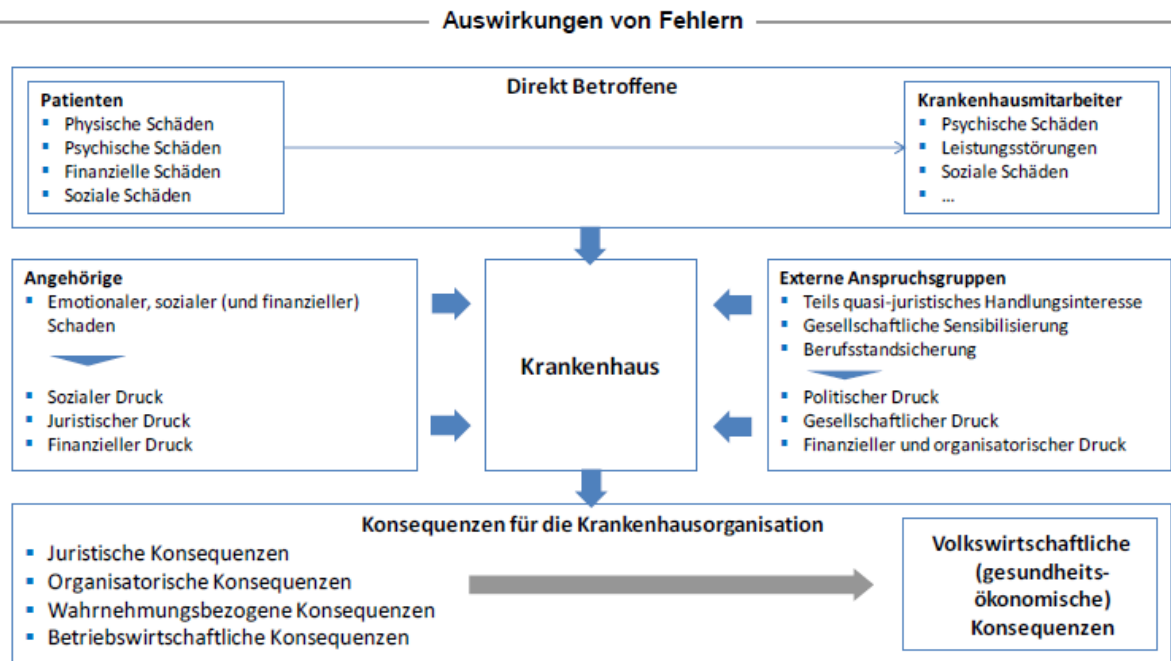 Auswirkungen von Fehlern
Direkt Betroffene
Patienten
▪ Physische Schäden
▪ Psychische Schäden
▪ Finanzielle Schäden
▪ Soziale Schäden
Krankenhausmitarbeiter
▪ Psychische Schäden
▪ Leistungsstörungen
▪ Soziale Schäden
▪ ...
Angehörige
▪ Emotionaler, sozialer (und finanzieller)
Schaden
▪ Sozialer Druck
▪ Juristischer Druck
▪ Finanzieller Druck
Krankenhaus
Externe Anspruchsgruppen
▪ Teils quasi-juristisches Handlungsinteresse
▪ Gesellschaftliche Sensibilisierung
▪ Berufsstandsicherung
▪ Politischer Druck
▪ Gesellschaftlicher Druck
▪ Finanzieller und organisatorischer Druck
Konsequenzen für die Krankenhausorganisation
▪ Juristische Konsequenzen
▪ Organisatorische Konsequenzen
▪ Wahrnehmungsbezogene Konsequenzen
▪ Betriebswirtschaftliche Konsequenzen
Volkswirtschaftliche
(gesundheits-
ökonomische)
Konsequenzen